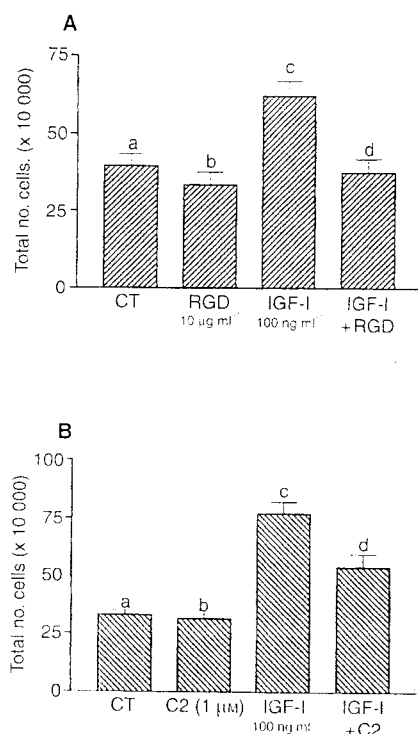 A
Total no. cells. (x 10 000)
75
50
25
0
a
b
c
d
CT
RGD
10 µg ml⁻
IGF-I
100 ng ml⁻
IGF-I
+RGD
B
Total no. cells (x 10 000)
100
75
50
25
0
a
b
c
d
CT
C2 (1 µM)
IGF-I
100 ng ml⁻
IGF-I
+C2